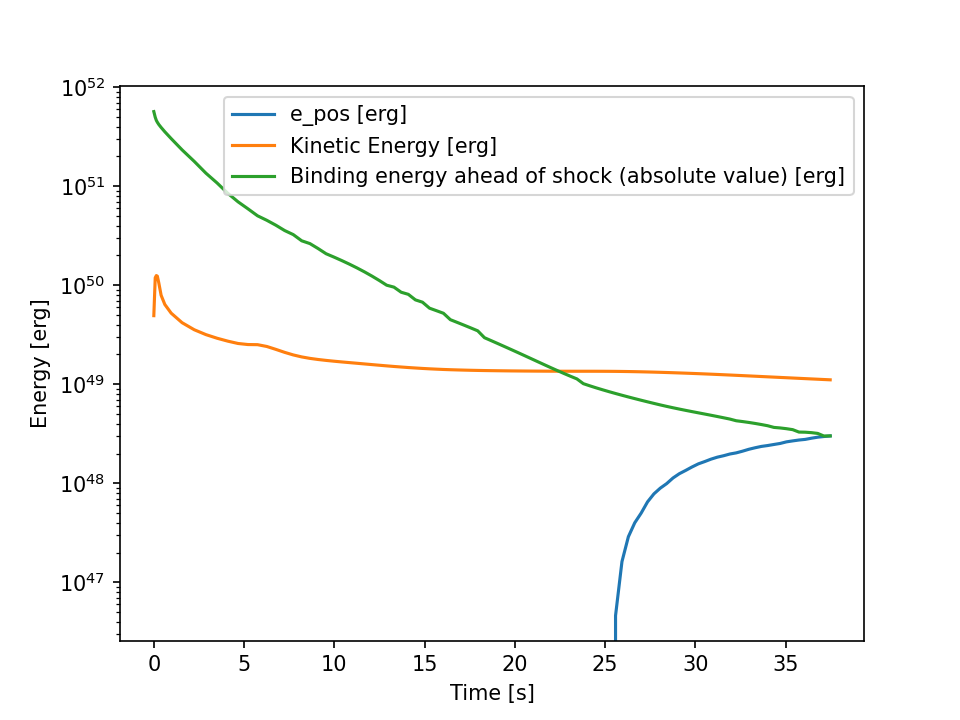 10^52
10^51
10^50
10^49
10^48
10^47
Energy [erg]
e_pos [erg]
Kinetic Energy [erg]
Binding energy ahead of shock (absolute value) [erg]
0 5 10 15 20 25 30 35
Time [s]